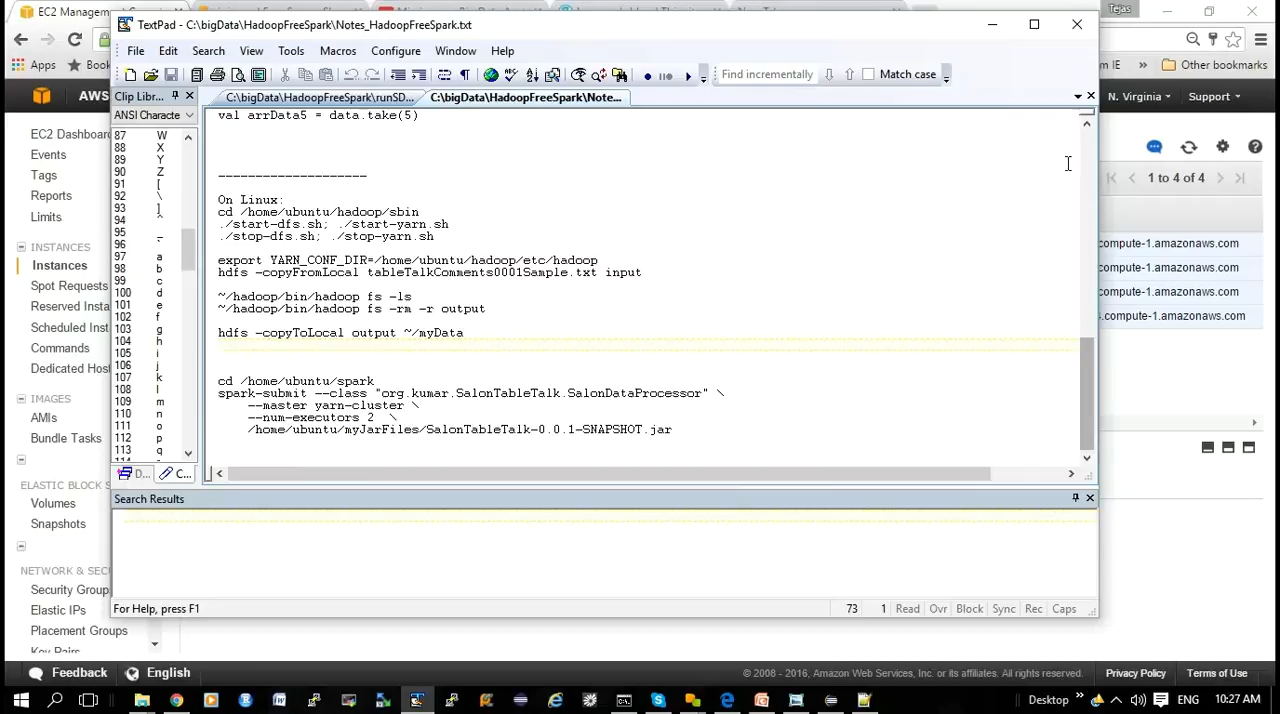 EC2 Management C
Tejas
TextPad - C:\bigData\HadoopFreeSpark\Notes_HadoopFreeSpark.txt
File Edit Search View Tools Macros Configure Window Help
Apps Book
Other bookmarks
Find incrementally Match case
Clip Libr...
C:\bigData\HadoopFreeSpark\runSD...
C:\bigData\HadoopFreeSpark\Note...
AWS
N. Virginia
Support
ANSI Characte
87 W
88 X
89 Y
90 Z
91 [
92 \
93 ]
94 ^
95 _
96 `
97 a
98 b
99 c
100 d
101 e
102 f
103 g
104 h
105 i
106 j
107 k
108 l
109 m
110 n
111 o
112 p
113 q
val arrData5 = data.take(5)
--------------------
On Linux:
cd /home/ubuntu/hadoop/sbin
./start-dfs.sh; ./start-yarn.sh
./stop-dfs.sh; ./stop-yarn.sh
export YARN_CONF_DIR=/home/ubuntu/hadoop/etc/hadoop
hdfs -copyFromLocal tableTalkComments0001Sample.txt input
~/hadoop/bin/hadoop fs -ls
~/hadoop/bin/hadoop fs -rm -r output
hdfs -copyToLocal output ~/myData
cd /home/ubuntu/spark
spark-submit --class "org.kumar.SalonTableTalk.SalonDataProcessor" \
--master yarn-cluster \
--num-executors 2 \
/home/ubuntu/myJarFiles/SalonTableTalk-0.0.1-SNAPSHOT.jar
D... C...
Search Results
For Help, press F1
73 1 Read Ovr Block Sync Rec Caps
EC2 Dashboard
Events
Tags
Reports
Limits
INSTANCES
Instances
Spot Requests
Reserved Insta
Scheduled Inst
Commands
Dedicated Host
IMAGES
AMIs
Bundle Tasks
ELASTIC BLOCK S
Volumes
Snapshots
NETWORK & SECU
Security Groups
Elastic IPs
Placement Groups
Key Pairs
1 to 4 of 4
.compute-1.amazonaws.com
.compute-1.amazonaws.com
.compute-1.amazonaws.com
4.compute-1.amazonaws.com
Feedback
English
© 2008 - 2016, Amazon Web Services, Inc. or its affiliates. All rights reserved.
Privacy Policy
Terms of Use
Desktop
ENG
10:27 AM